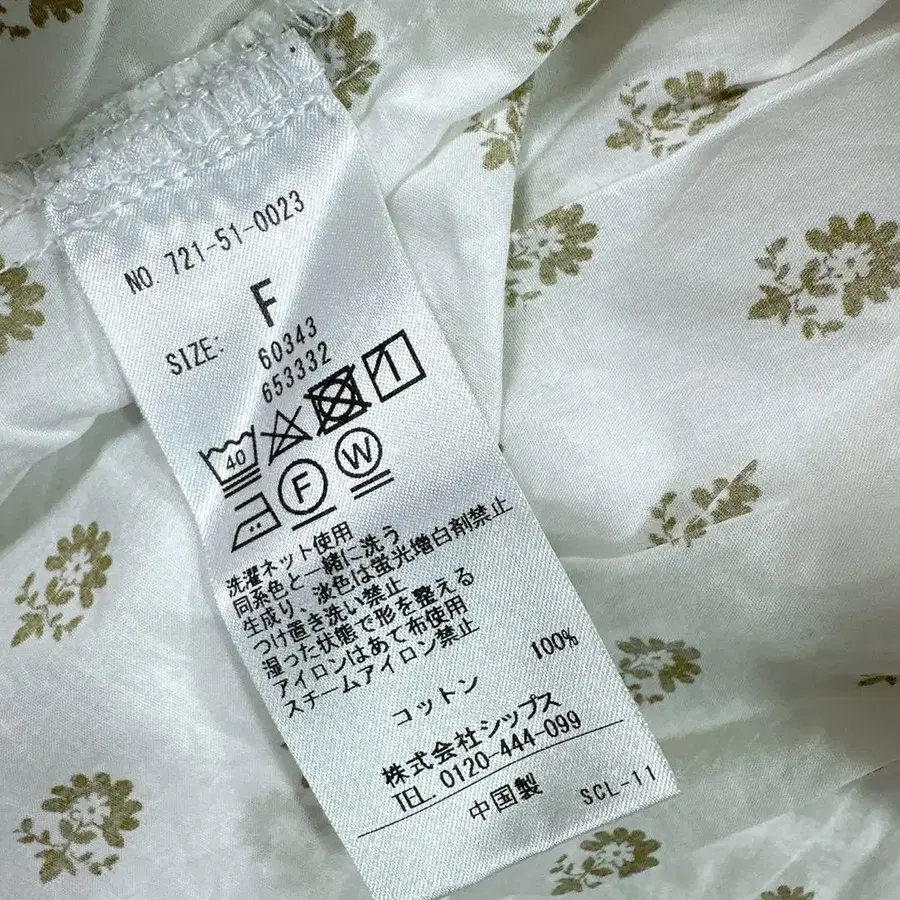 NO. 721-51-0023
SIZE: F
60343
653332
40
F W
洗濯ネット使用
同系色と一緒に洗う
生成り、淡色は蛍光増白剤禁止
つけ置き洗い禁止
湿った状態で形を整える
アイロンはあて布使用
スチームアイロン禁止
コットン 100%
株式会社シップス
TEL. 0120-444-099
中国製 SCL-11